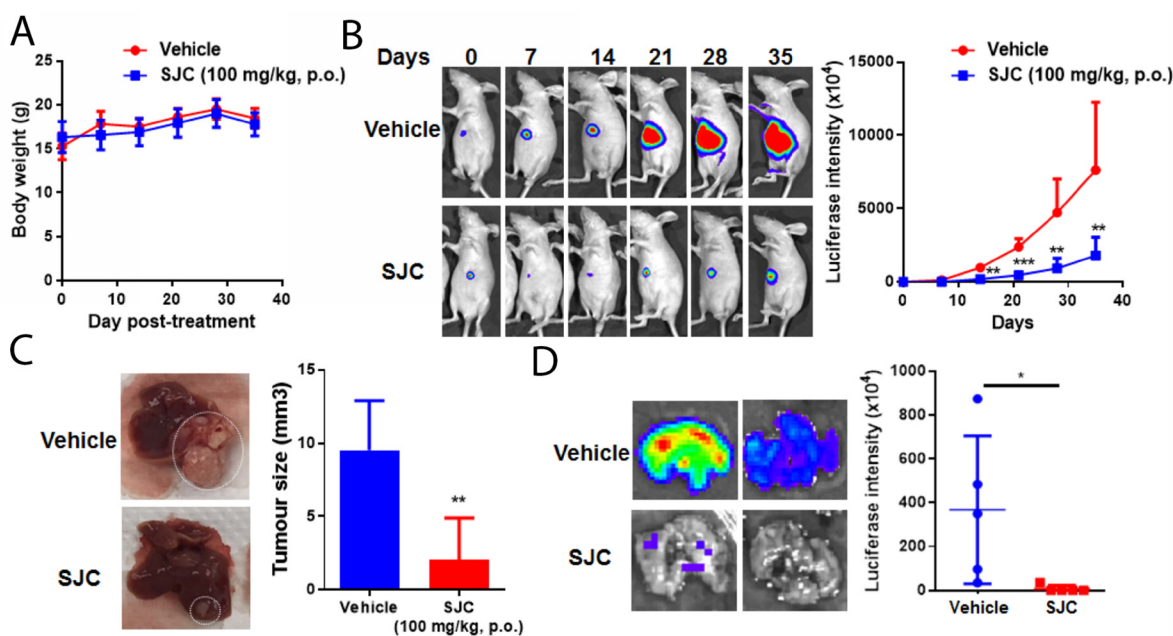 A
Vehicle
SJC (100 mg/kg, p.o.)
25
20
15
10
5
0
0
10
20
30
40
Body weight (g)
Day post-treatment
B
Days
0
7
14
21
28
35
Vehicle
SJC
Vehicle
SJC (100 mg/kg, p.o.)
Luciferase intensity (x10⁴)
15000
10000
5000
0
**
***
**
**
0
10
20
30
40
Days
C
Vehicle
SJC
Tumour size (mm3)
15
10
5
0
**
Vehicle
SJC
(100 mg/kg, p.o.)
D
Vehicle
SJC
Luciferase intensity (x10⁴)
1000
800
600
400
200
0
*
Vehicle
SJC